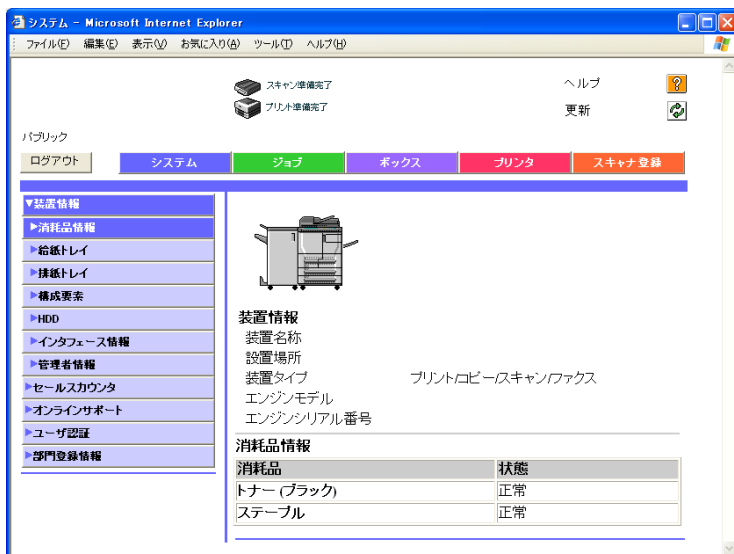 システム - Microsoft Internet Explorer
ファイル(F) 編集(E) 表示(V) お気に入り(A) ツール(T) ヘルプ(H)
スキャン準備完了 ヘルプ ?
プリント準備完了 更新
パブリック
ログアウト システム ジョブ ボックス プリンタ スキャナ登録
▼装置情報
▶消耗品情報
▶給紙トレイ
▶排紙トレイ
▶構成要素
▶HDD
▶インタフェース情報
▶管理者情報
▶セールスカウンタ
▶オンラインサポート
▶ユーザ認証
▶部門登録情報
装置情報
装置名称
設置場所
装置タイプ プリント/コピー/スキャン/ファクス
エンジンモデル
エンジンシリアル番号
消耗品情報
消耗品 状態
トナー (ブラック) 正常
ステープル 正常